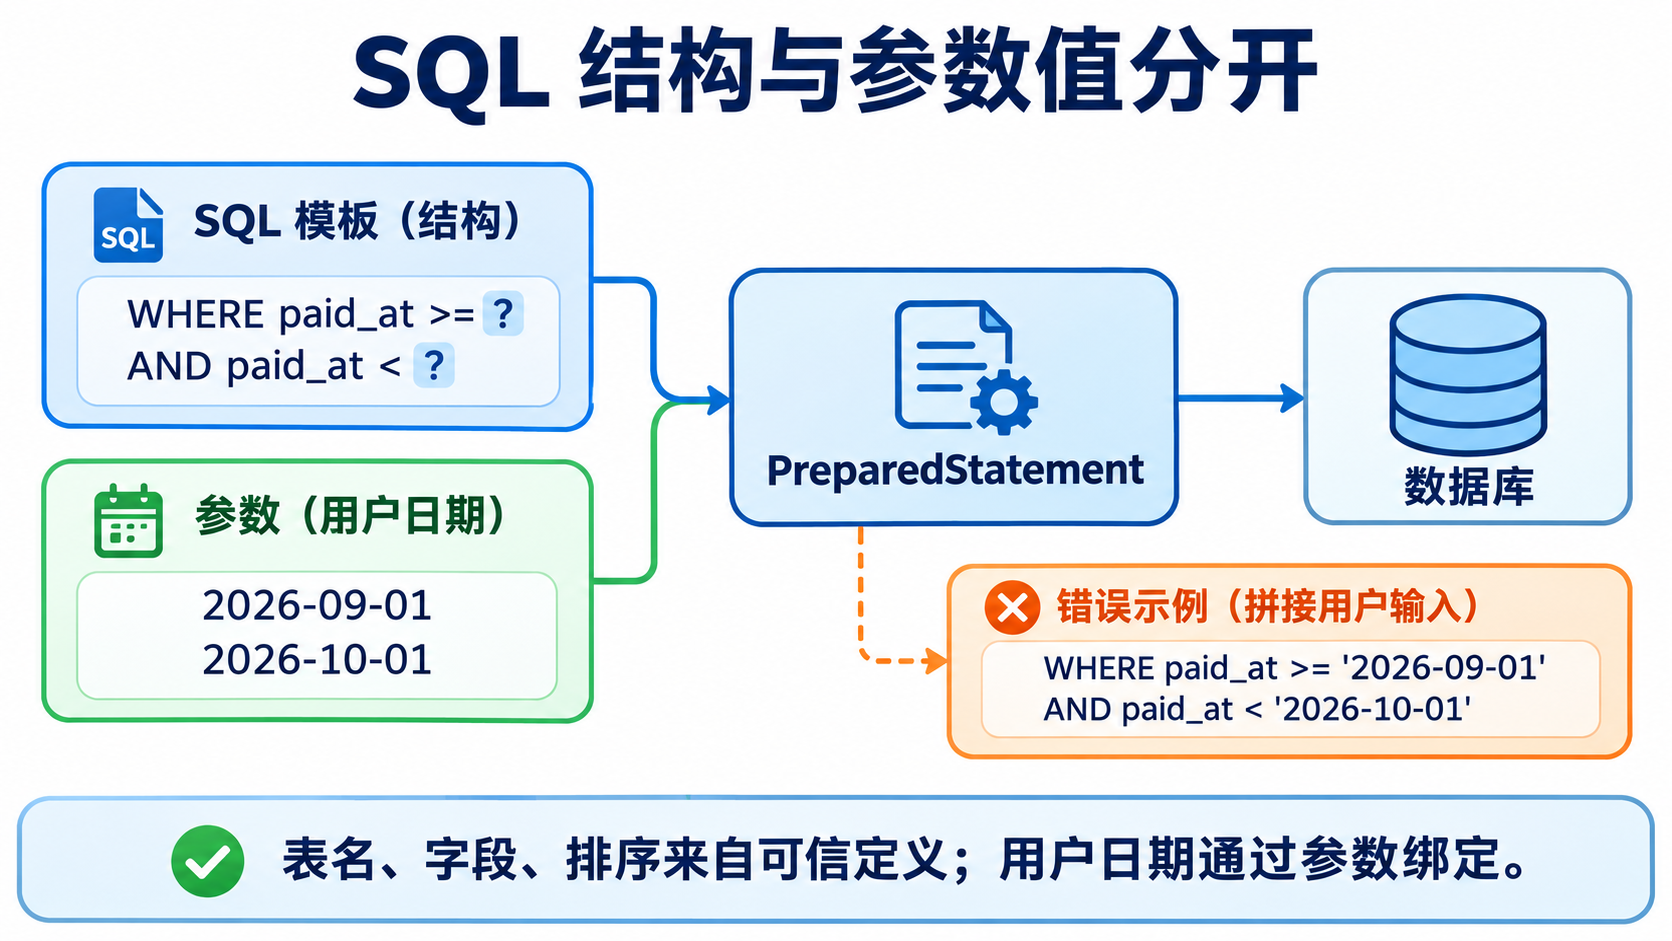 SQL 结构与参数值分开
SQL
SQL 模板（结构）
WHERE paid_at >= ?
AND paid_at < ?
参数（用户日期）
2026-09-01
2026-10-01
PreparedStatement
数据库
错误示例（拼接用户输入）
WHERE paid_at >= '2026-09-01'
AND paid_at < '2026-10-01'
表名、字段、排序来自可信定义；用户日期通过参数绑定。